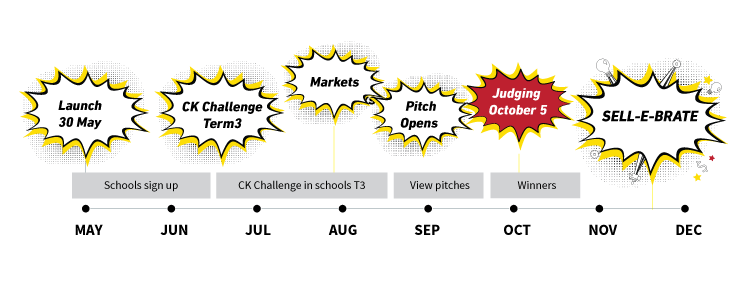 Launch
30 May
CK Challenge
Term3
Markets
Pitch
Opens
Judging
October 5
SELL-E-BRATE
Schools sign up
CK Challenge in schools T3
View pitches
Winners
MAY
JUN
JUL
AUG
SEP
OCT
NOV
DEC